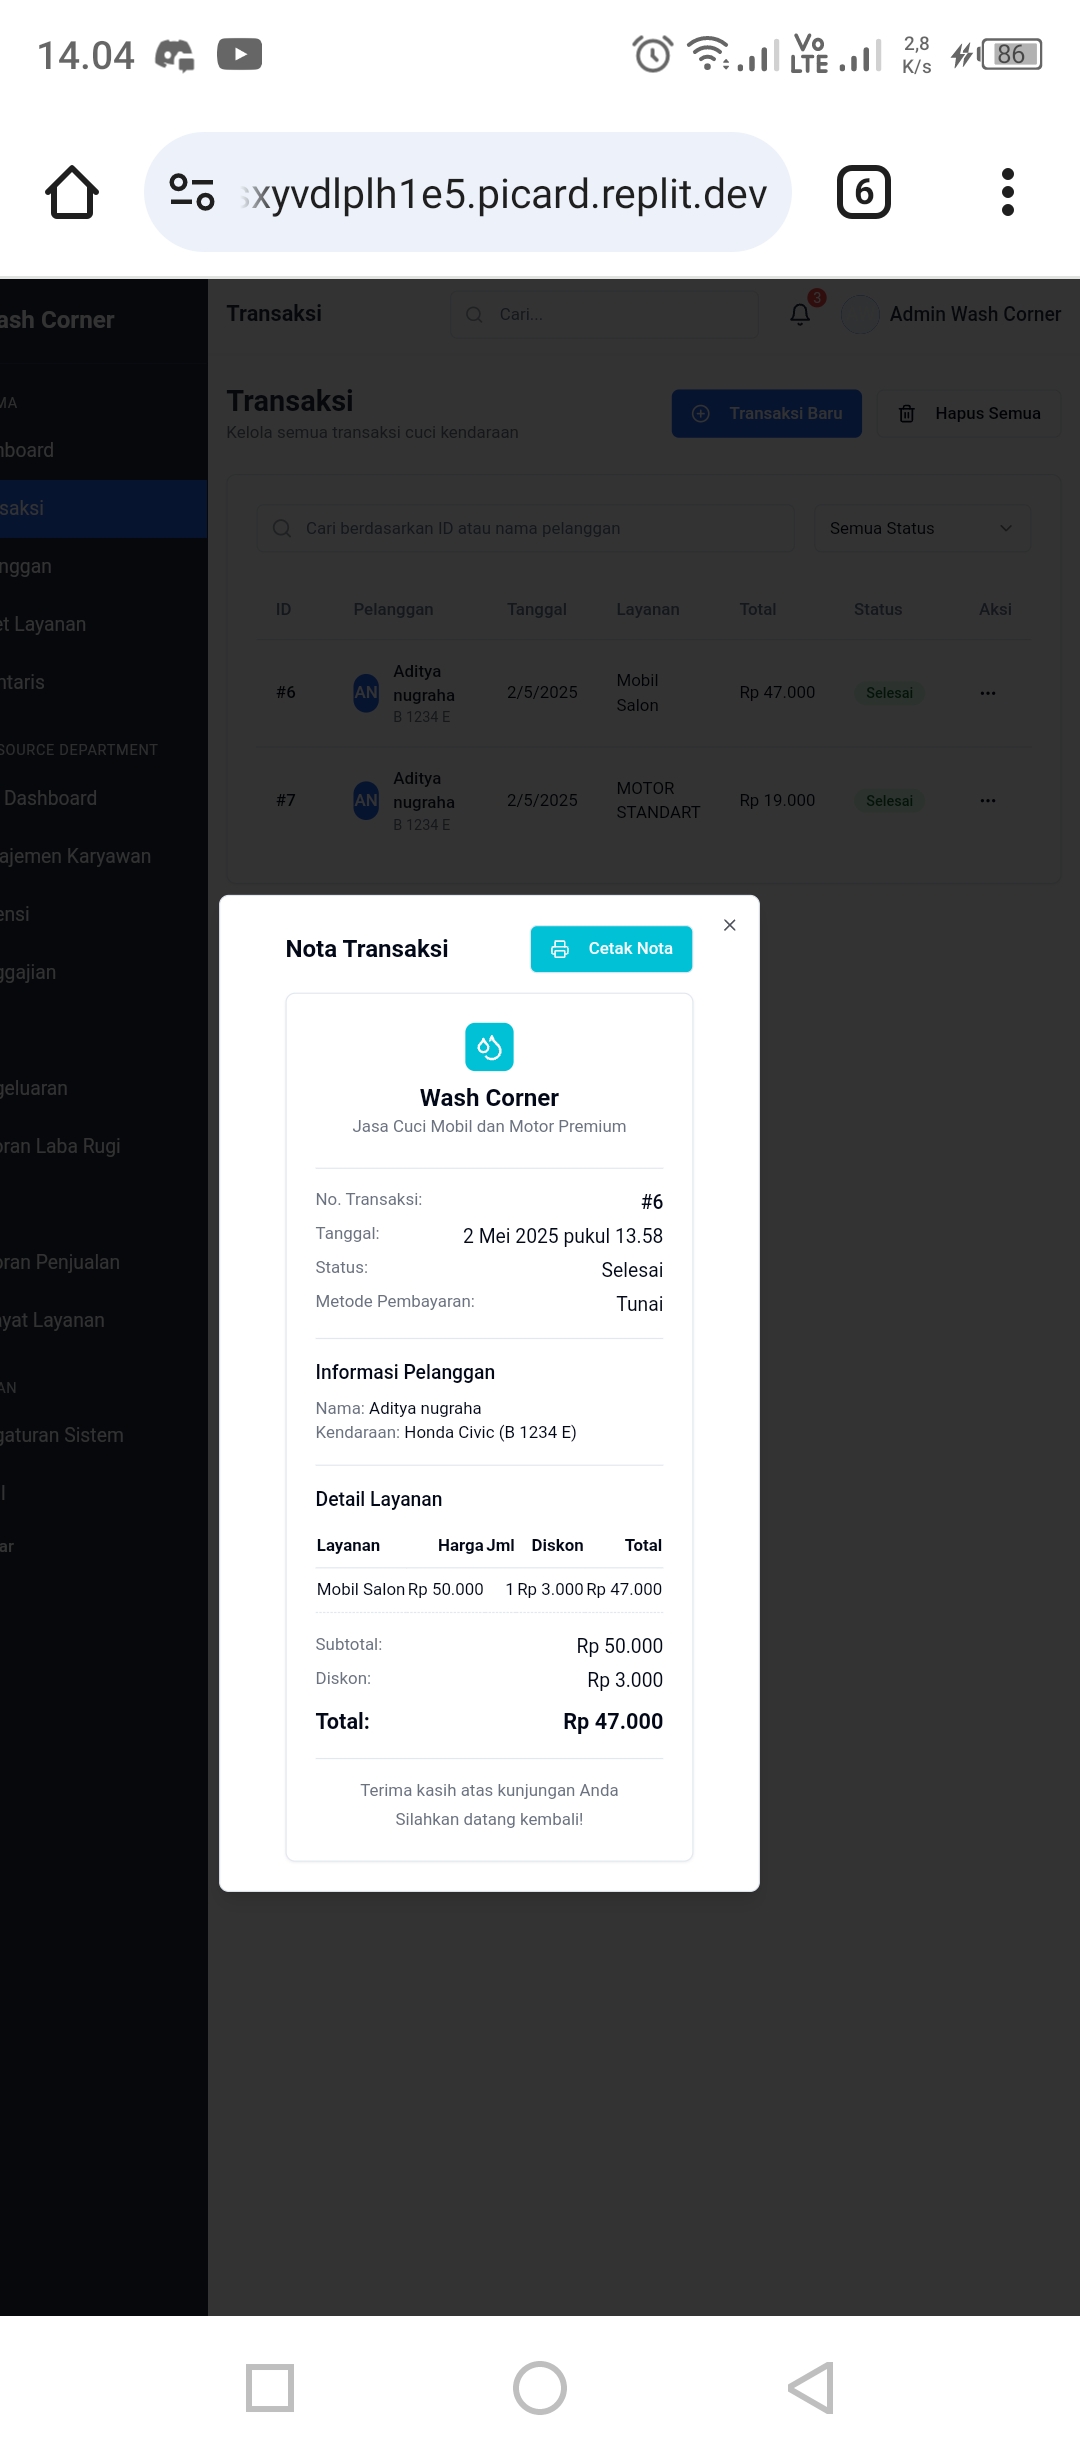 14.04
Vo LTE
2,8 K/s
86
xyvdlplh1e5.picard.replit.dev
6
ash Corner
Transaksi
Cari...
3
Admin Wash Corner
MA
nboard
saksi
nggan
et Layanan
ntaris
SOURCE DEPARTMENT
Dashboard
ajemen Karyawan
ensi
ggajian
geluaran
oran Laba Rugi
oran Penjualan
ayat Layanan
AN
gaturan Sistem
l
ar
Transaksi
Kelola semua transaksi cuci kendaraan
Transaksi Baru
Hapus Semua
Cari berdasarkan ID atau nama pelanggan
Semua Status
ID Pelanggan Tanggal Layanan Total Status Aksi
#6 AN Aditya nugraha B 1234 E 2/5/2025 Mobil Salon Rp 47.000 Selesai
#7 AN Aditya nugraha B 1234 E 2/5/2025 MOTOR STANDART Rp 19.000 Selesai
Nota Transaksi
Cetak Nota
Wash Corner
Jasa Cuci Mobil dan Motor Premium
No. Transaksi: #6
Tanggal: 2 Mei 2025 pukul 13.58
Status: Selesai
Metode Pembayaran: Tunai
Informasi Pelanggan
Nama: Aditya nugraha
Kendaraan: Honda Civic (B 1234 E)
Detail Layanan
Layanan Harga Jml Diskon Total
Mobil Salon Rp 50.000 1 Rp 3.000 Rp 47.000
Subtotal: Rp 50.000
Diskon: Rp 3.000
Total: Rp 47.000
Terima kasih atas kunjungan Anda
Silahkan datang kembali!